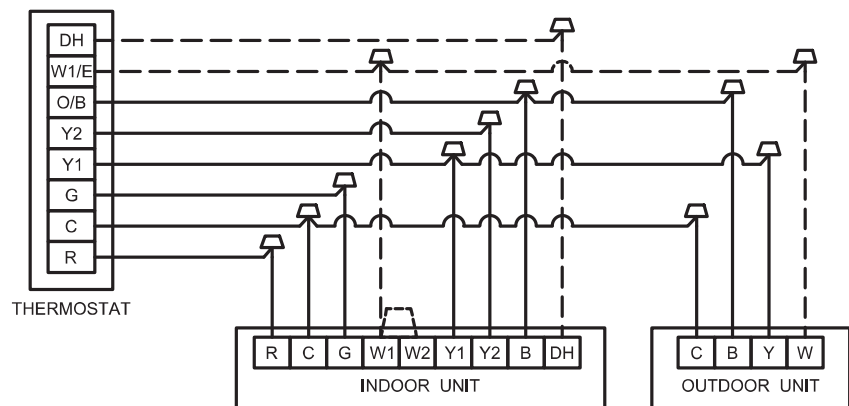 DH
W1/E
O/B
Y2
Y1
G
C
R
THERMOSTAT
R C G W1 W2 Y1 Y2 B DH
INDOOR UNIT
C B Y W
OUTDOOR UNIT